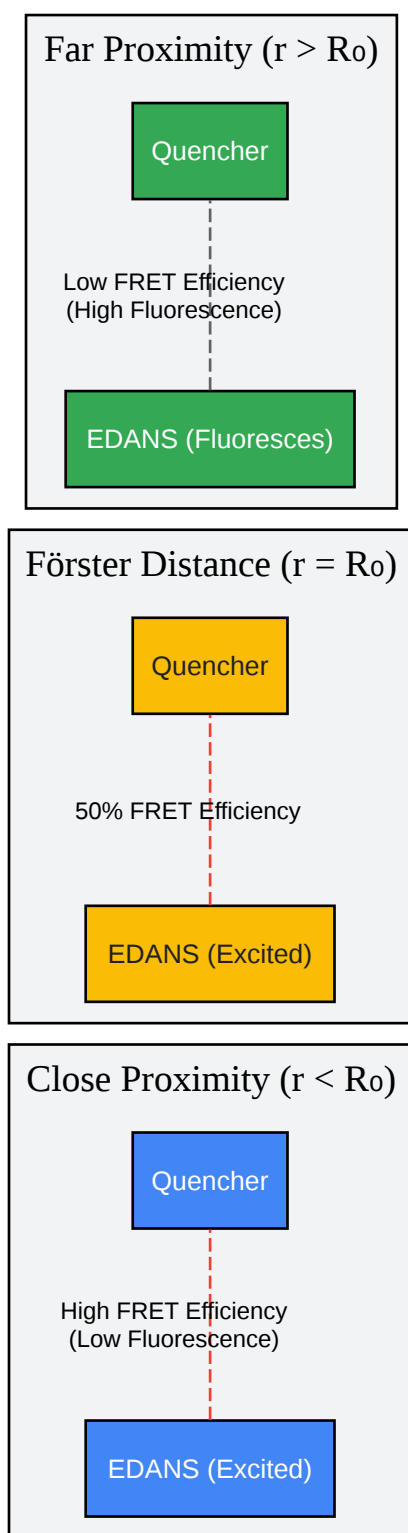 Far Proximity (r > R₀)
Quencher
Low FRET Efficiency
(High Fluorescence)
EDANS (Fluoresces)
Förster Distance (r = R₀)
Quencher
50% FRET Efficiency
EDANS (Excited)
Close Proximity (r < R₀)
Quencher
High FRET Efficiency
(Low Fluorescence)
EDANS (Excited)